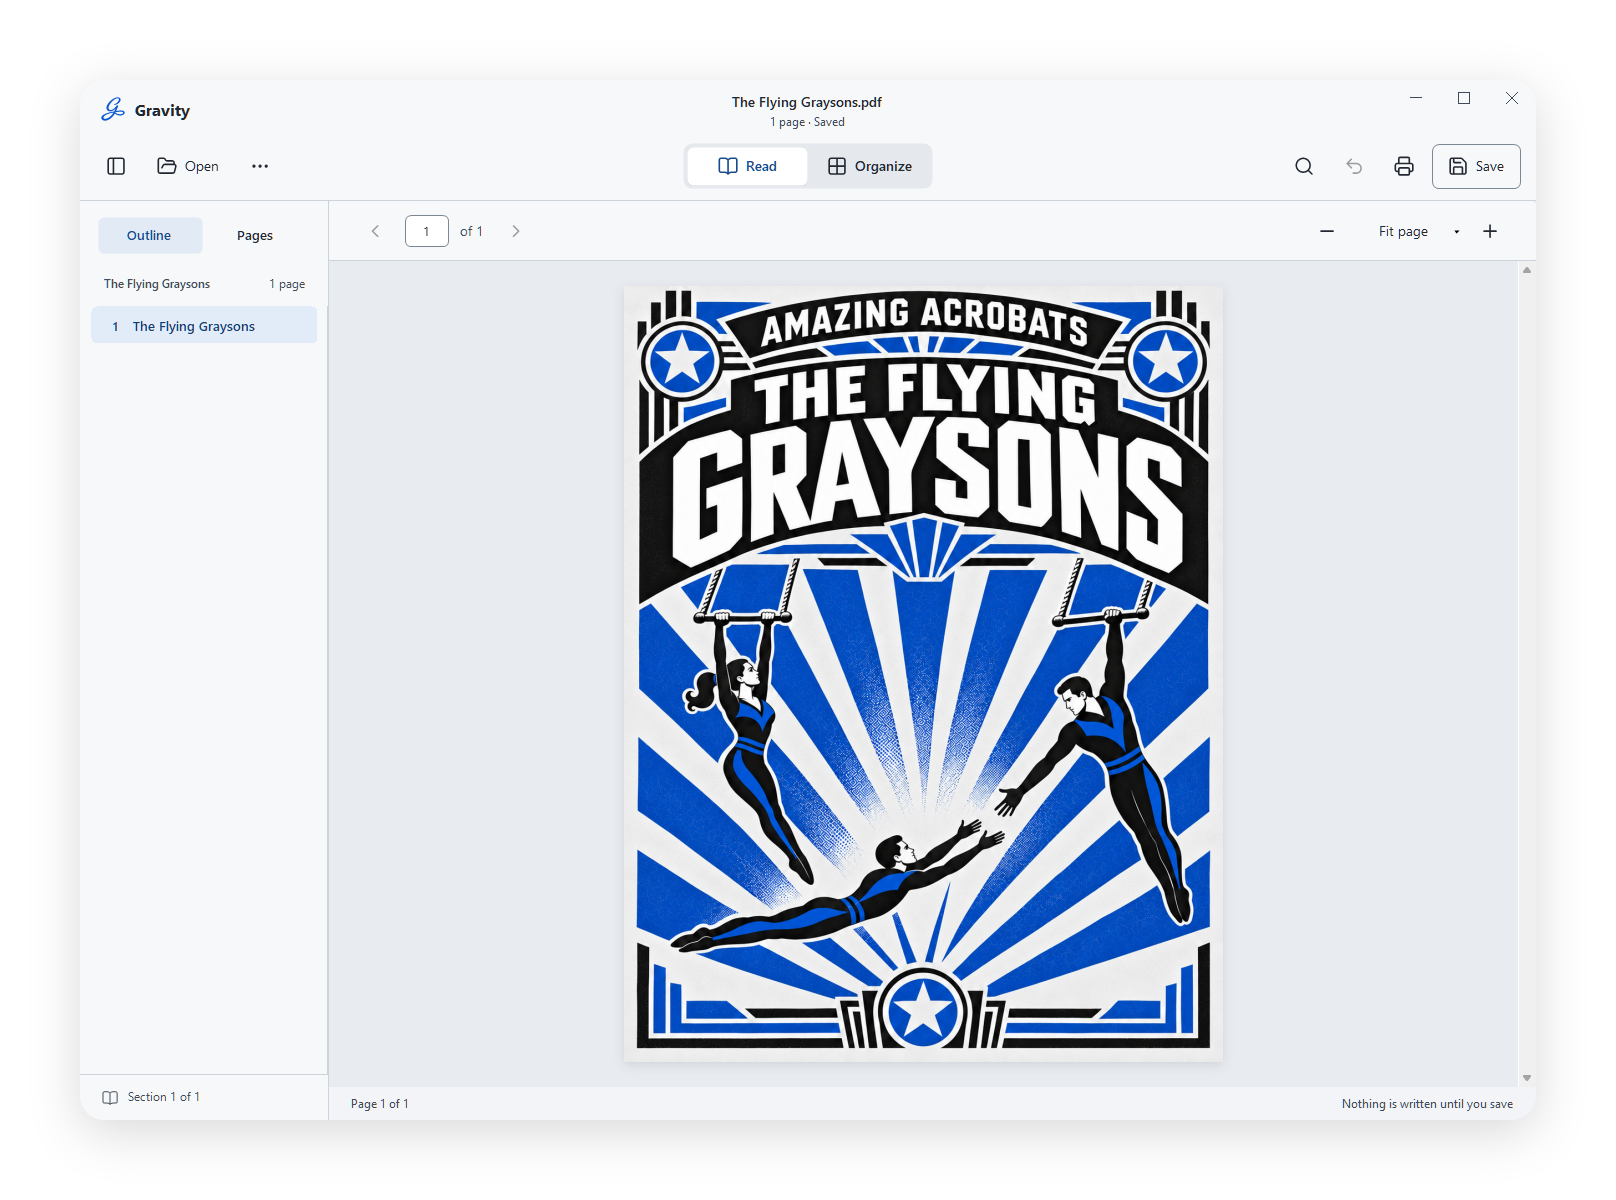 Gravity
The Flying Graysons.pdf
1 page · Saved
Open
Read
Organize
Save
Outline
Pages
1
of 1
Fit page
The Flying Graysons
1 page
1 The Flying Graysons
AMAZING ACROBATS
THE FLYING
GRAYSONS
Section 1 of 1
Page 1 of 1
Nothing is written until you save